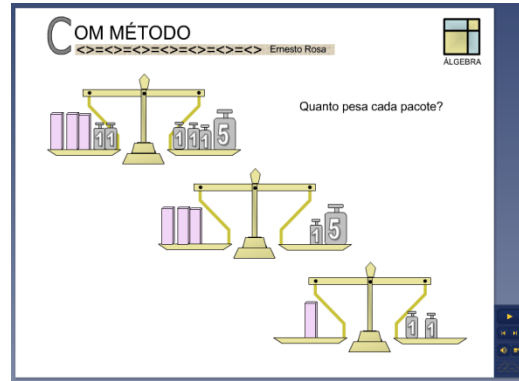 COM MÉTODO
<>=<>=<>=<>=<>=<>=<> Ernesto Rosa
ÁLGEBRA
Quanto pesa cada pacote?
1 1 1 1 1 5
1 5
1 1